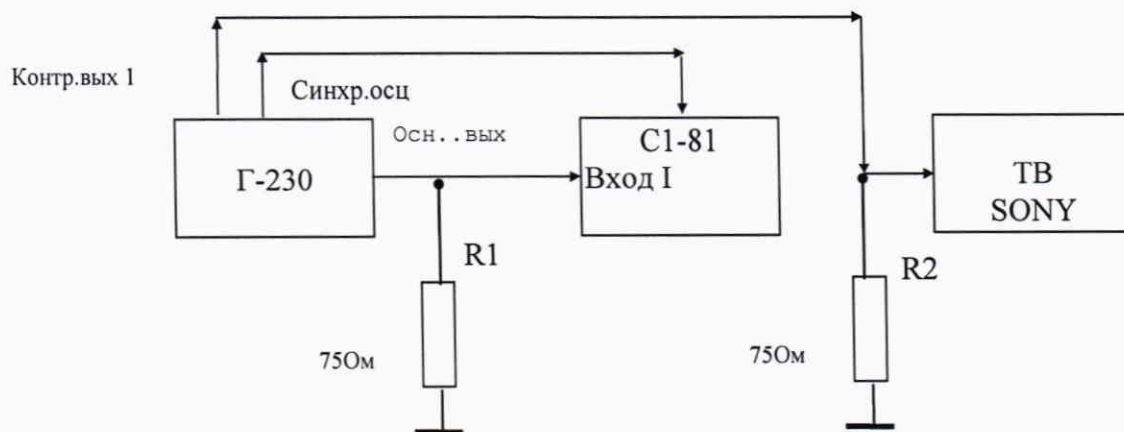 Контр.вых 1
Синхр.осц
Осн..вых
Г-230
С1-81
Вход I
ТВ
SONY
R1
R2
75Ом
75Ом